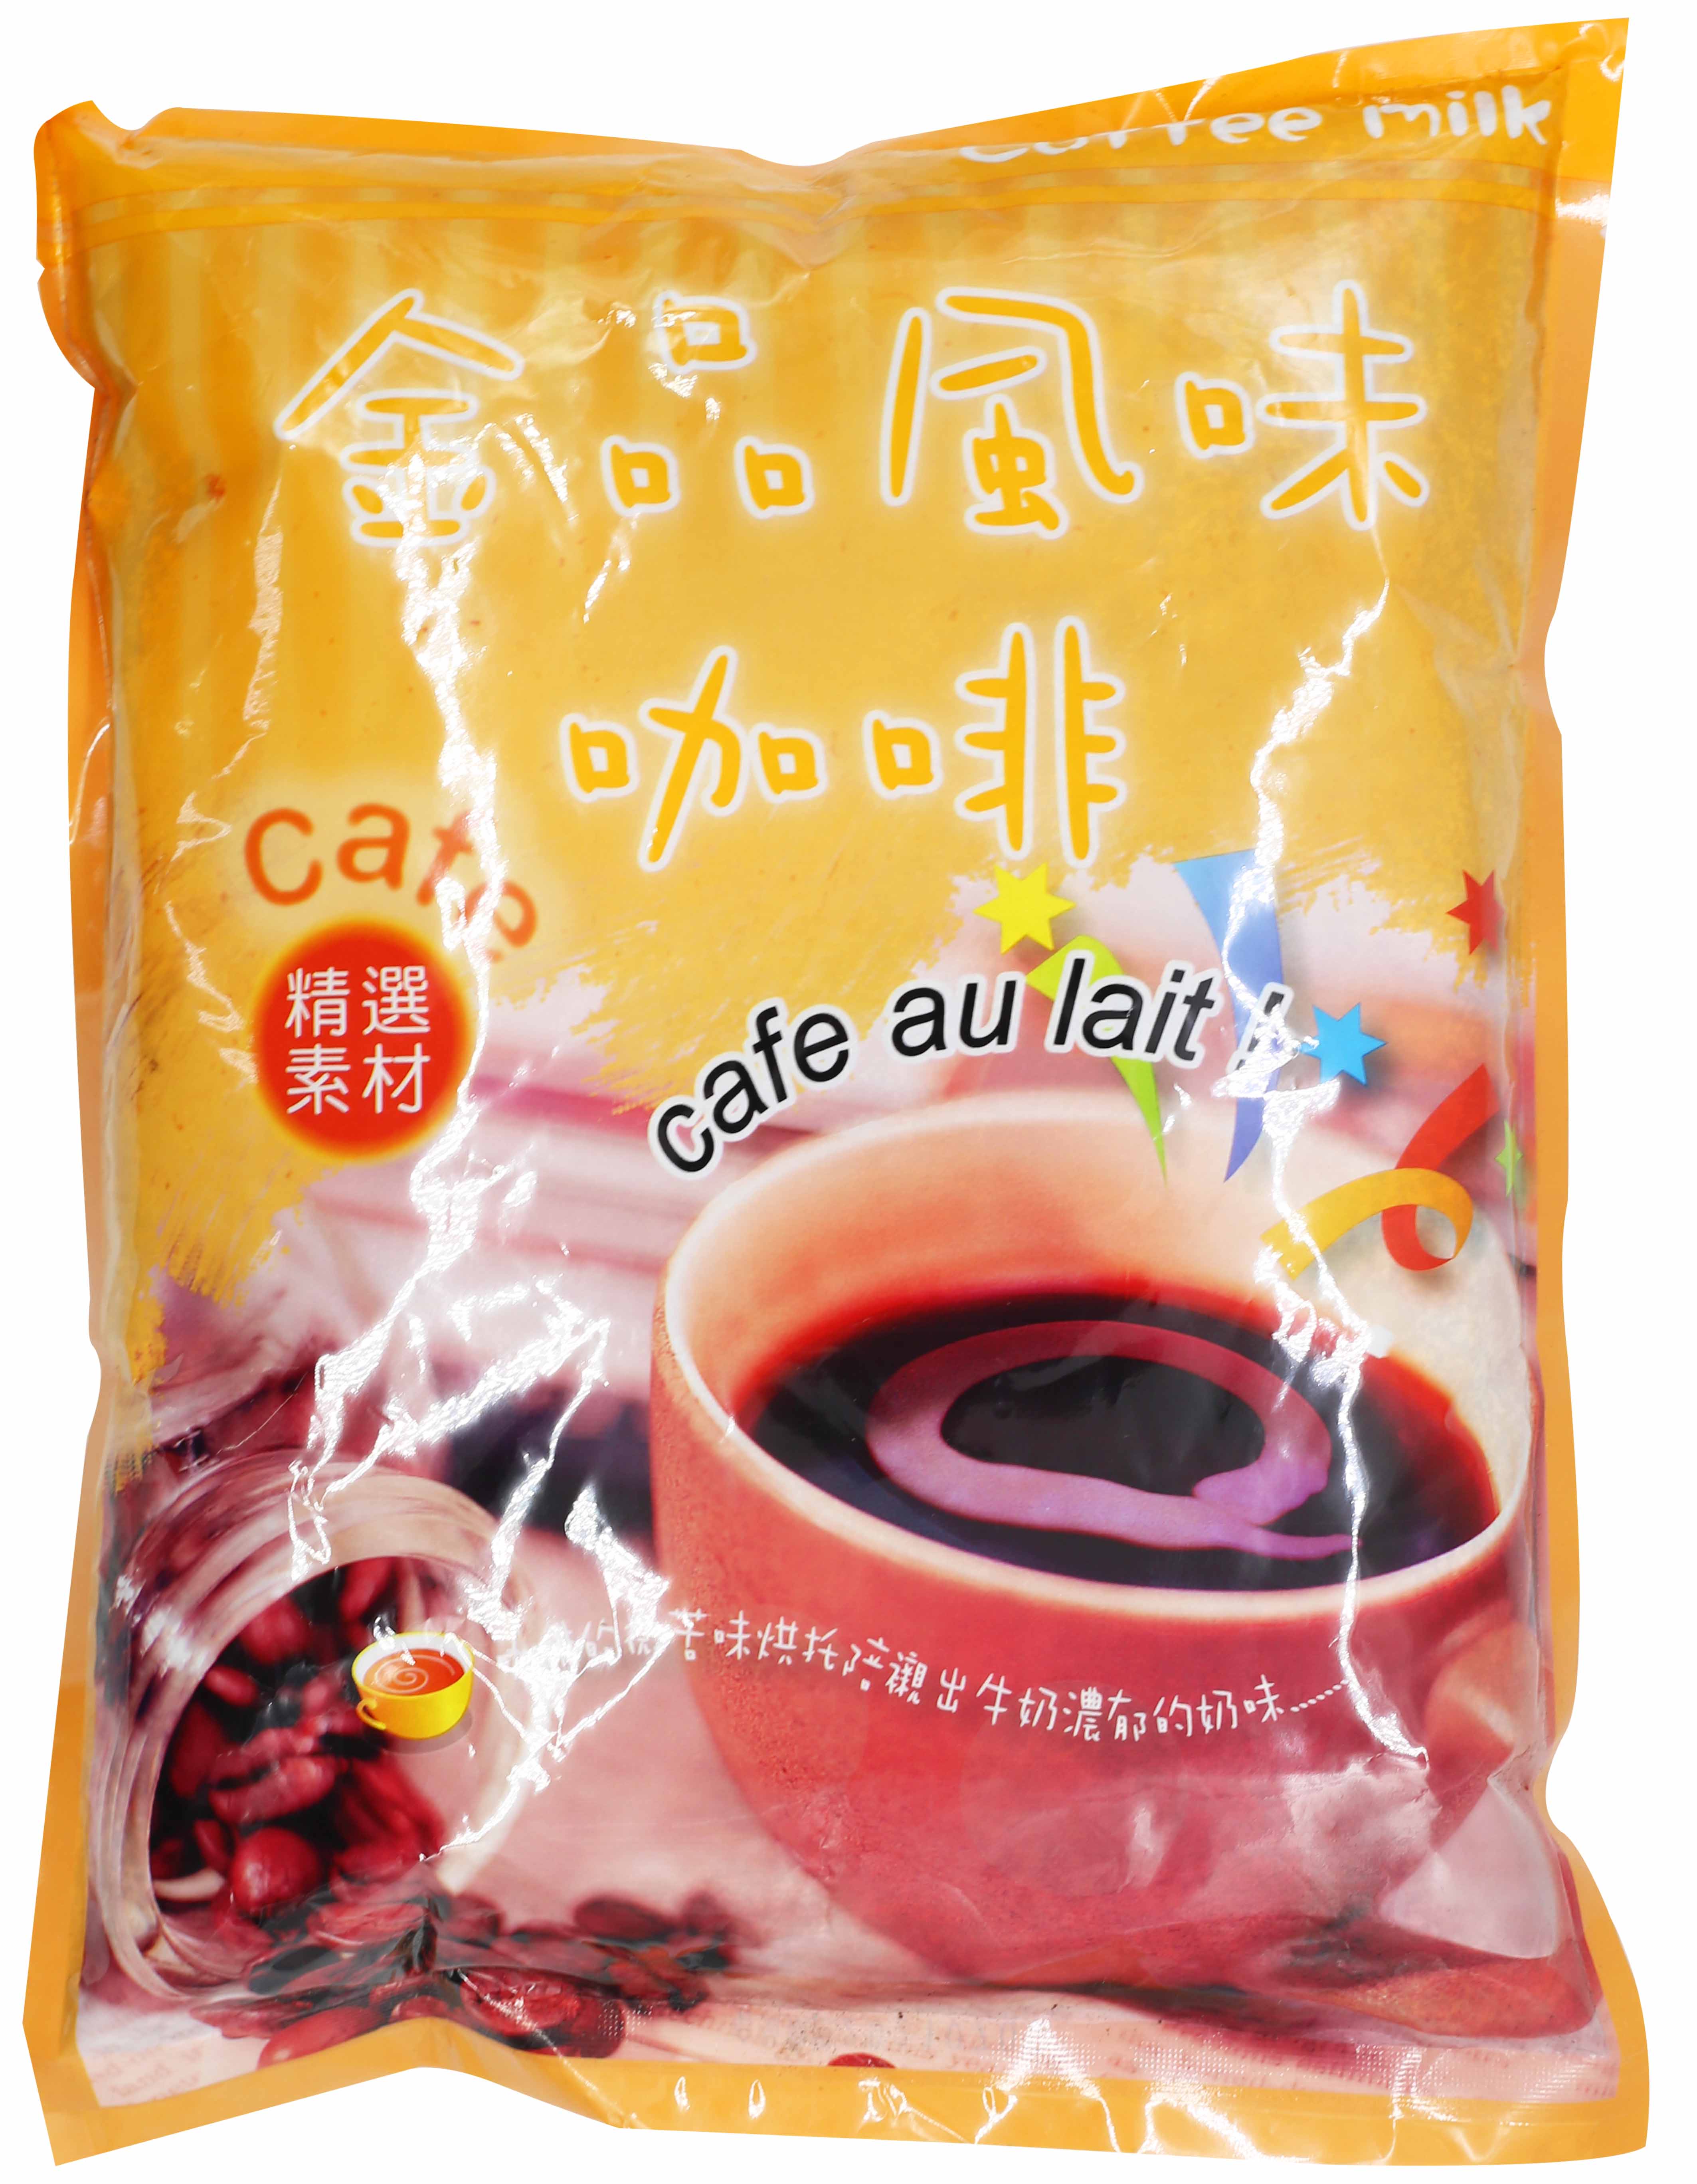 coffee milk
金品風味
咖啡
cafe
精選
素材
cafe au lait !
苦味烘托陪襯出牛奶濃郁的奶味......